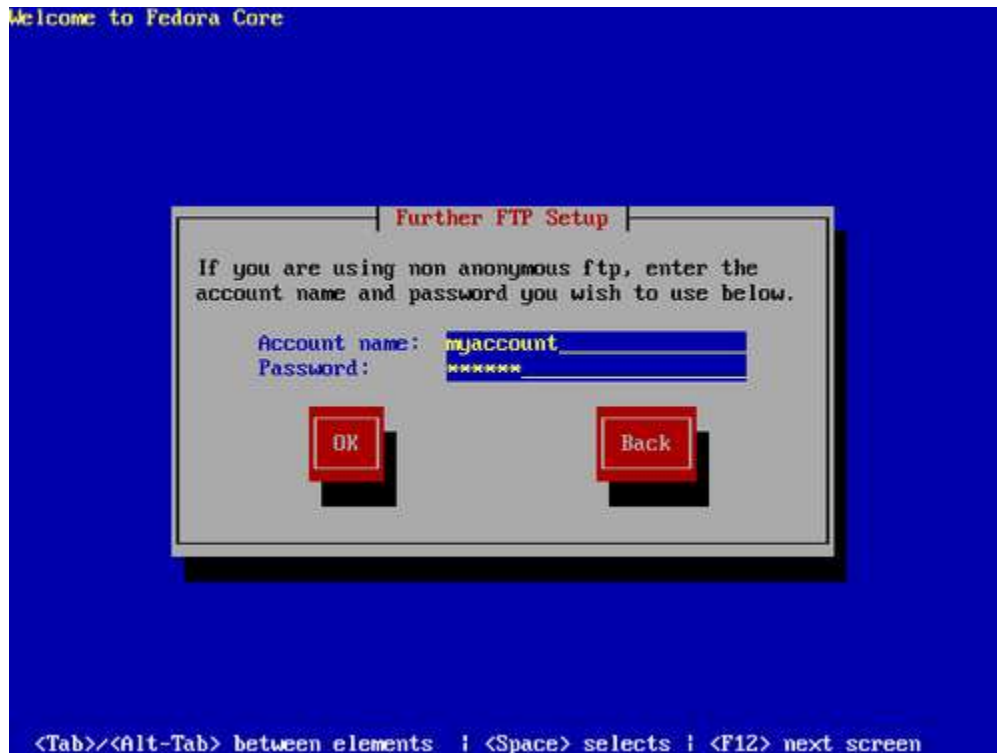 Welcome to Fedora Core
Further FTP Setup
If you are using non anonymous ftp, enter the
account name and password you wish to use below.
Account name: myaccount
Password: ******
OK Back
<Tab>/<Alt-Tab> between elements | <Space> selects | <F12> next screen